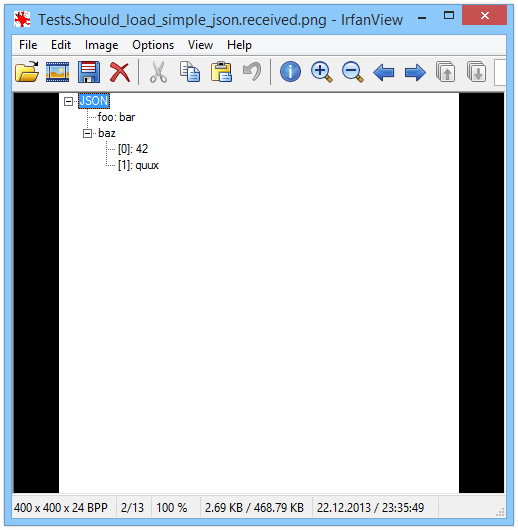 Tests.Should_load_simple_json.received.png - IrfanView
File Edit Image Options View Help
JSON
foo: bar
baz
[0]: 42
[1]: quux
400 x 400 x 24 BPP 2/13 100 % 2.69 KB / 468.79 KB 22.12.2013 / 23:35:49